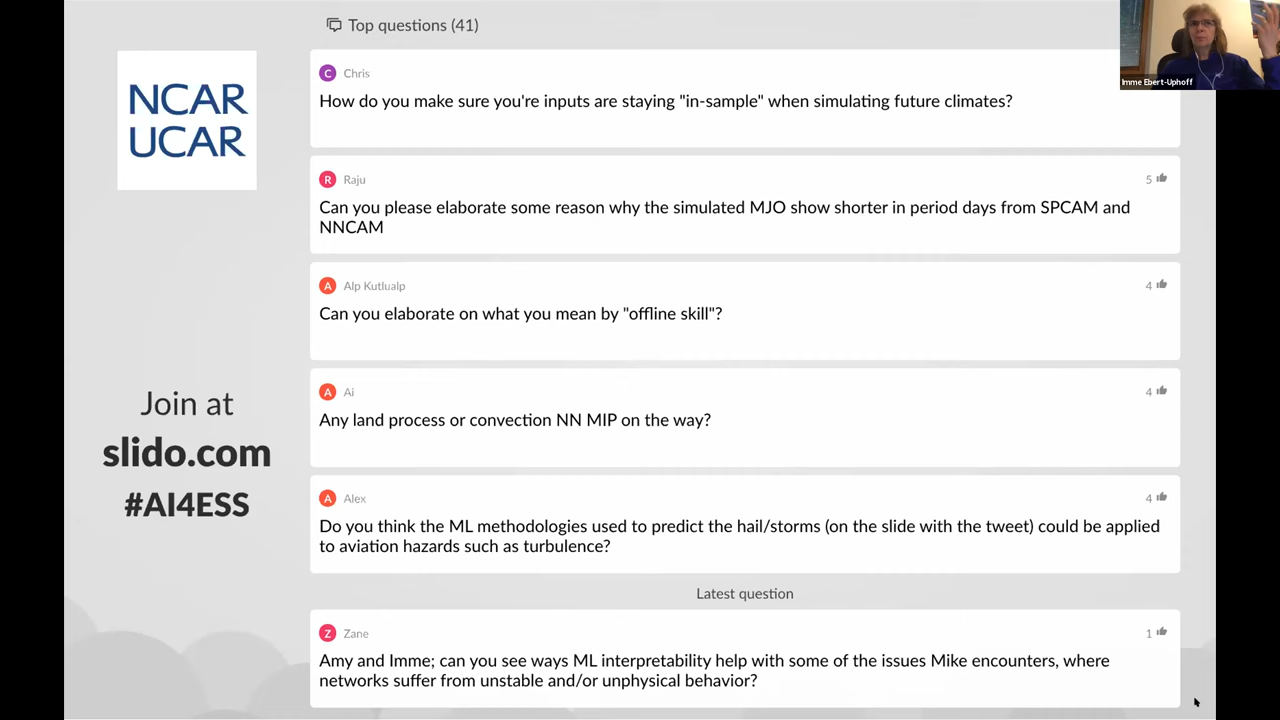 Top questions (41)
NCAR
UCAR
Join at
slido.com
#AI4ESS
C Chris
How do you make sure you're inputs are staying "in-sample" when simulating future climates?
R Raju 5
Can you please elaborate some reason why the simulated MJO show shorter in period days from SPCAM and
NNCAM
A Alp Kutlualp 4
Can you elaborate on what you mean by "offline skill"?
A Ai 4
Any land process or convection NN MIP on the way?
A Alex 4
Do you think the ML methodologies used to predict the hail/storms (on the slide with the tweet) could be applied
to aviation hazards such as turbulence?
Latest question
Z Zane 1
Amy and Imme; can you see ways ML interpretability help with some of the issues Mike encounters, where
networks suffer from unstable and/or unphysical behavior?
Imme Ebert-Uphoff